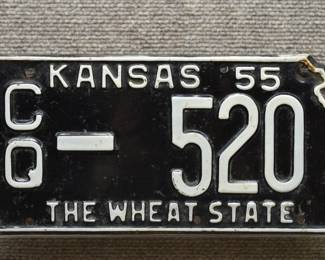 KANSAS 55
CQ - 520
THE WHEAT STATE